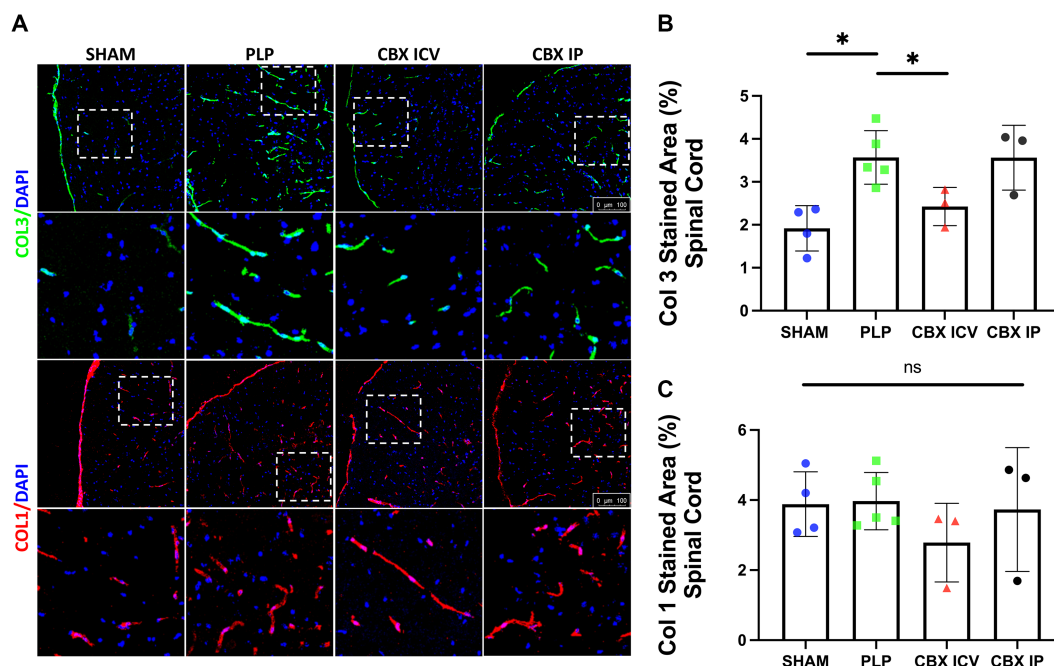 A
SHAM PLP CBX ICV CBX IP
COL3/DAPI
0 µm 100
COL1/DAPI
0 µm 100
B
* *
Col 3 Stained Area (%)
Spinal Cord
5
4
3
2
1
0
SHAM PLP CBX ICV CBX IP
C
ns
Col 1 Stained Area (%)
Spinal Cord
6
4
2
0
SHAM PLP CBX ICV CBX IP